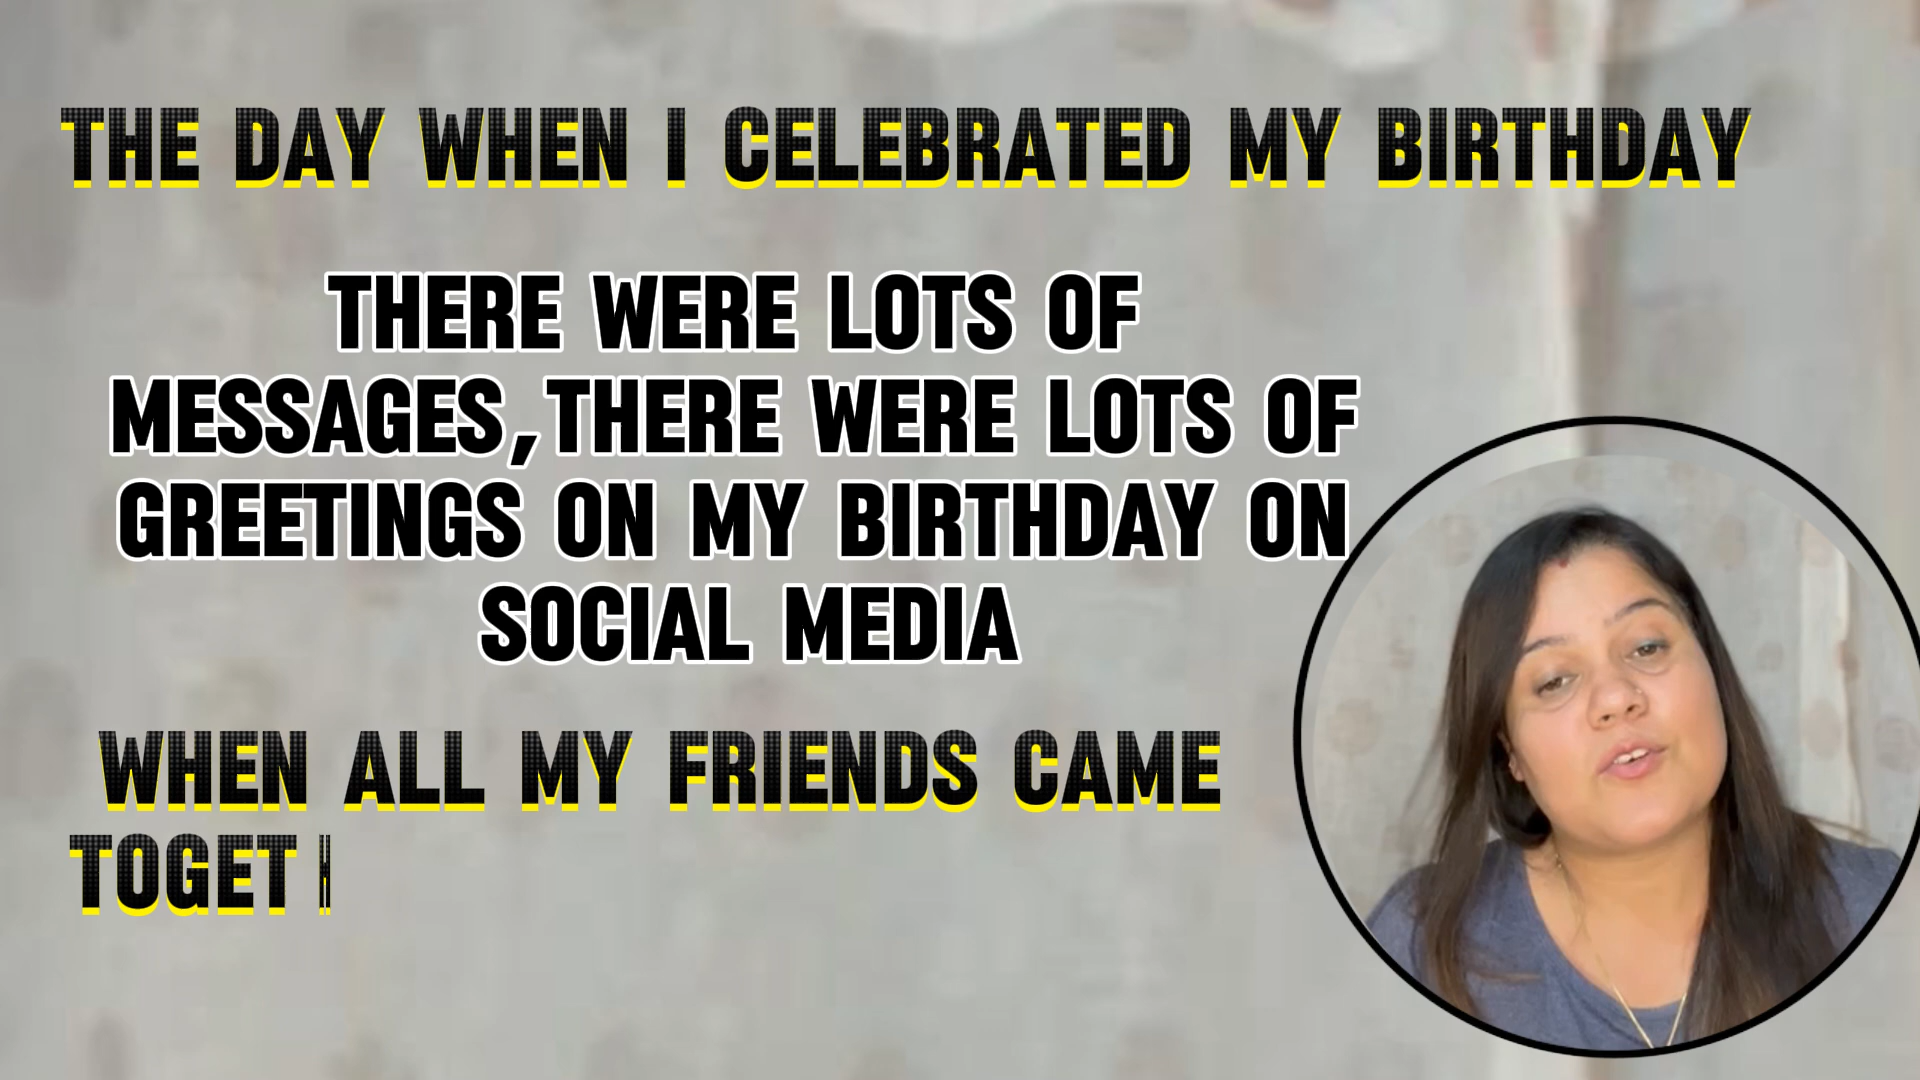 THE DAY WHEN I CELEBRATED MY BIRTHDAY
THERE WERE LOTS OF
MESSAGES,THERE WERE LOTS OF
GREETINGS ON MY BIRTHDAY ON
SOCIAL MEDIA
WHEN ALL MY FRIENDS CAME
TOGET